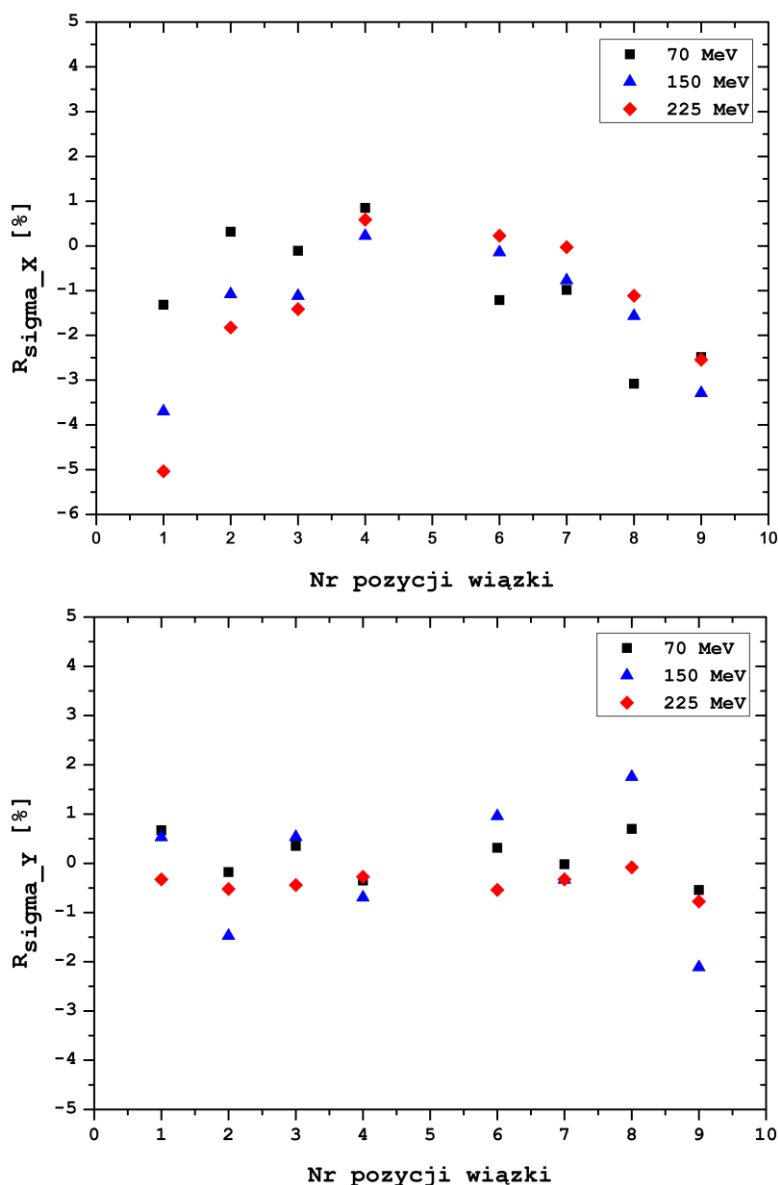 5
4
3
2
1
0
-1
-2
-3
-4
-5
-6
R_sigma_X [%]
70 MeV
150 MeV
225 MeV
0 1 2 3 4 5 6 7 8 9 10
Nr pozycji wiązki
5
4
3
2
1
0
-1
-2
-3
-4
-5
R_sigma_Y [%]
70 MeV
150 MeV
225 MeV
0 1 2 3 4 5 6 7 8 9 10
Nr pozycji wiązki